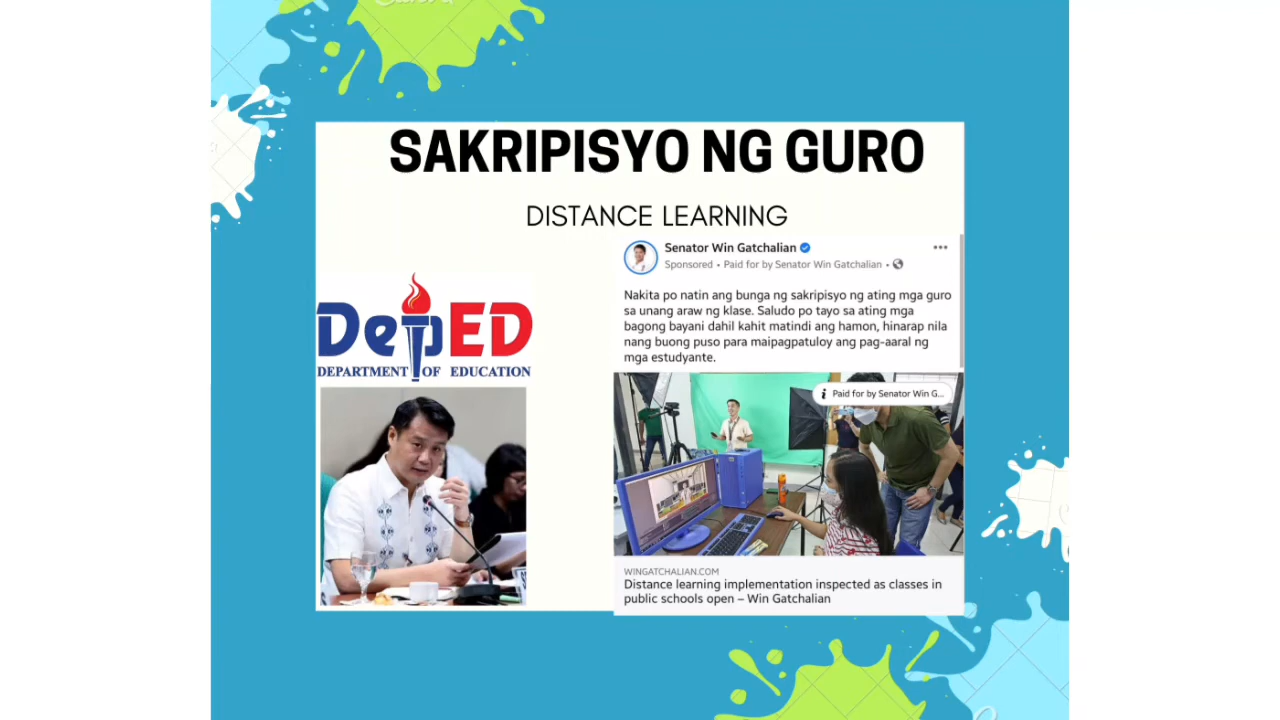 SAKRIPISYO NG GURO
DISTANCE LEARNING
Senator Win Gatchalian
Sponsored • Paid for by Senator Win Gatchalian •
Nakita po natin ang bunga ng sakripisyo ng ating mga guro
sa unang araw ng klase. Saludo po tayo sa ating mga
bagong bayani dahil kahit matindi ang hamon, hinarap nila
nang buong puso para maipagpatuloy ang pag-aaral ng
mga estudyante.
DepED
DEPARTMENT OF EDUCATION
Paid for by Senator Win G...
WINGATCHALIAN.COM
Distance learning implementation inspected as classes in
public schools open – Win Gatchalian